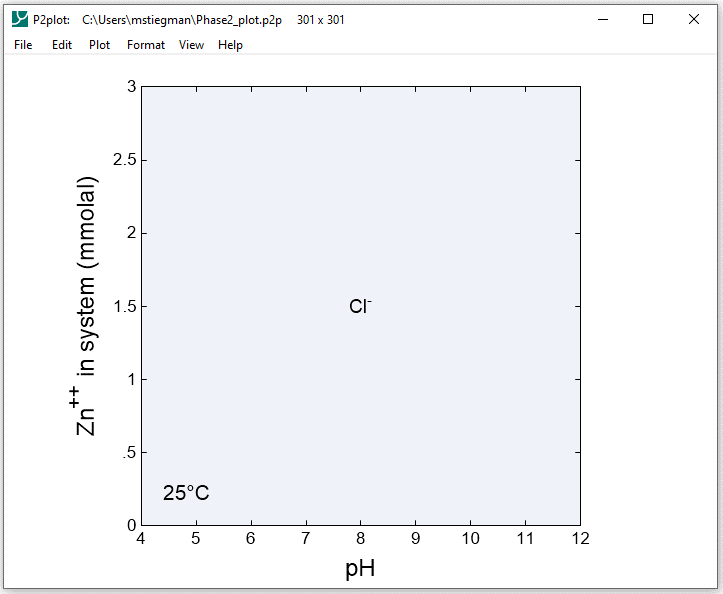 P2plot: C:\Users\mstiegman\Phase2_plot.p2p 301 x 301
File Edit Plot Format View Help
3
2.5
2
1.5
1
.5
0
Zn++ in system (mmolal)
Cl-
25°C
4 5 6 7 8 9 10 11 12
pH